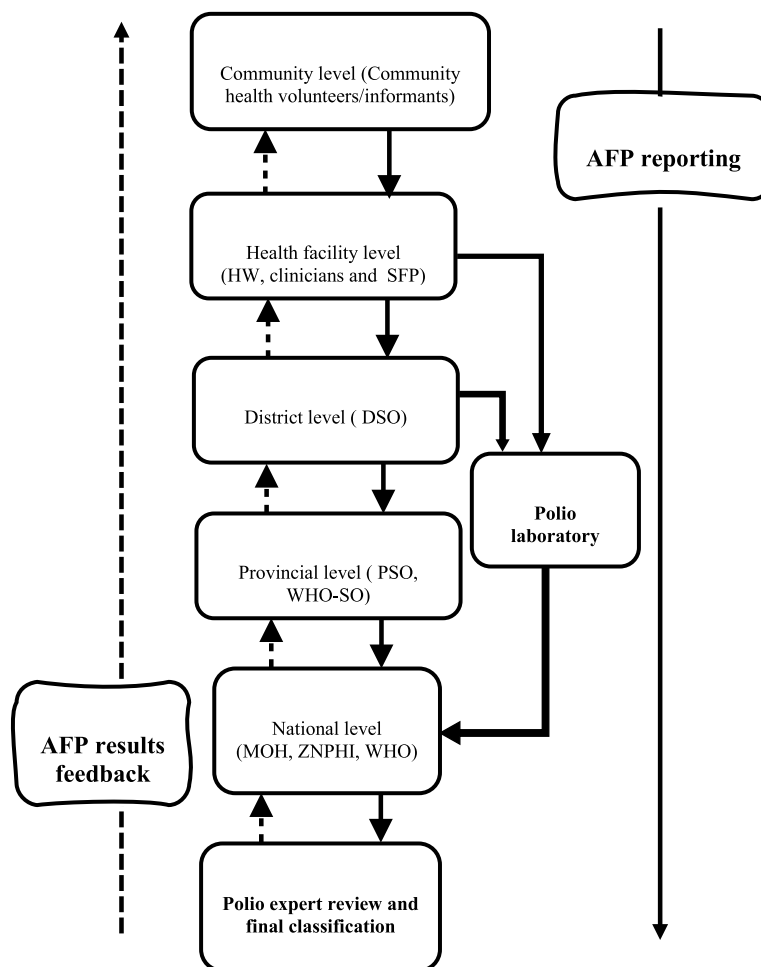 Community level (Community
health volunteers/informants)
AFP reporting
Health facility level
(HW, clinicians and SFP)
District level ( DSO)
Polio
laboratory
Provincial level ( PSO,
WHO-SO)
National level
(MOH, ZNPHI, WHO)
AFP results
feedback
Polio expert review and
final classification